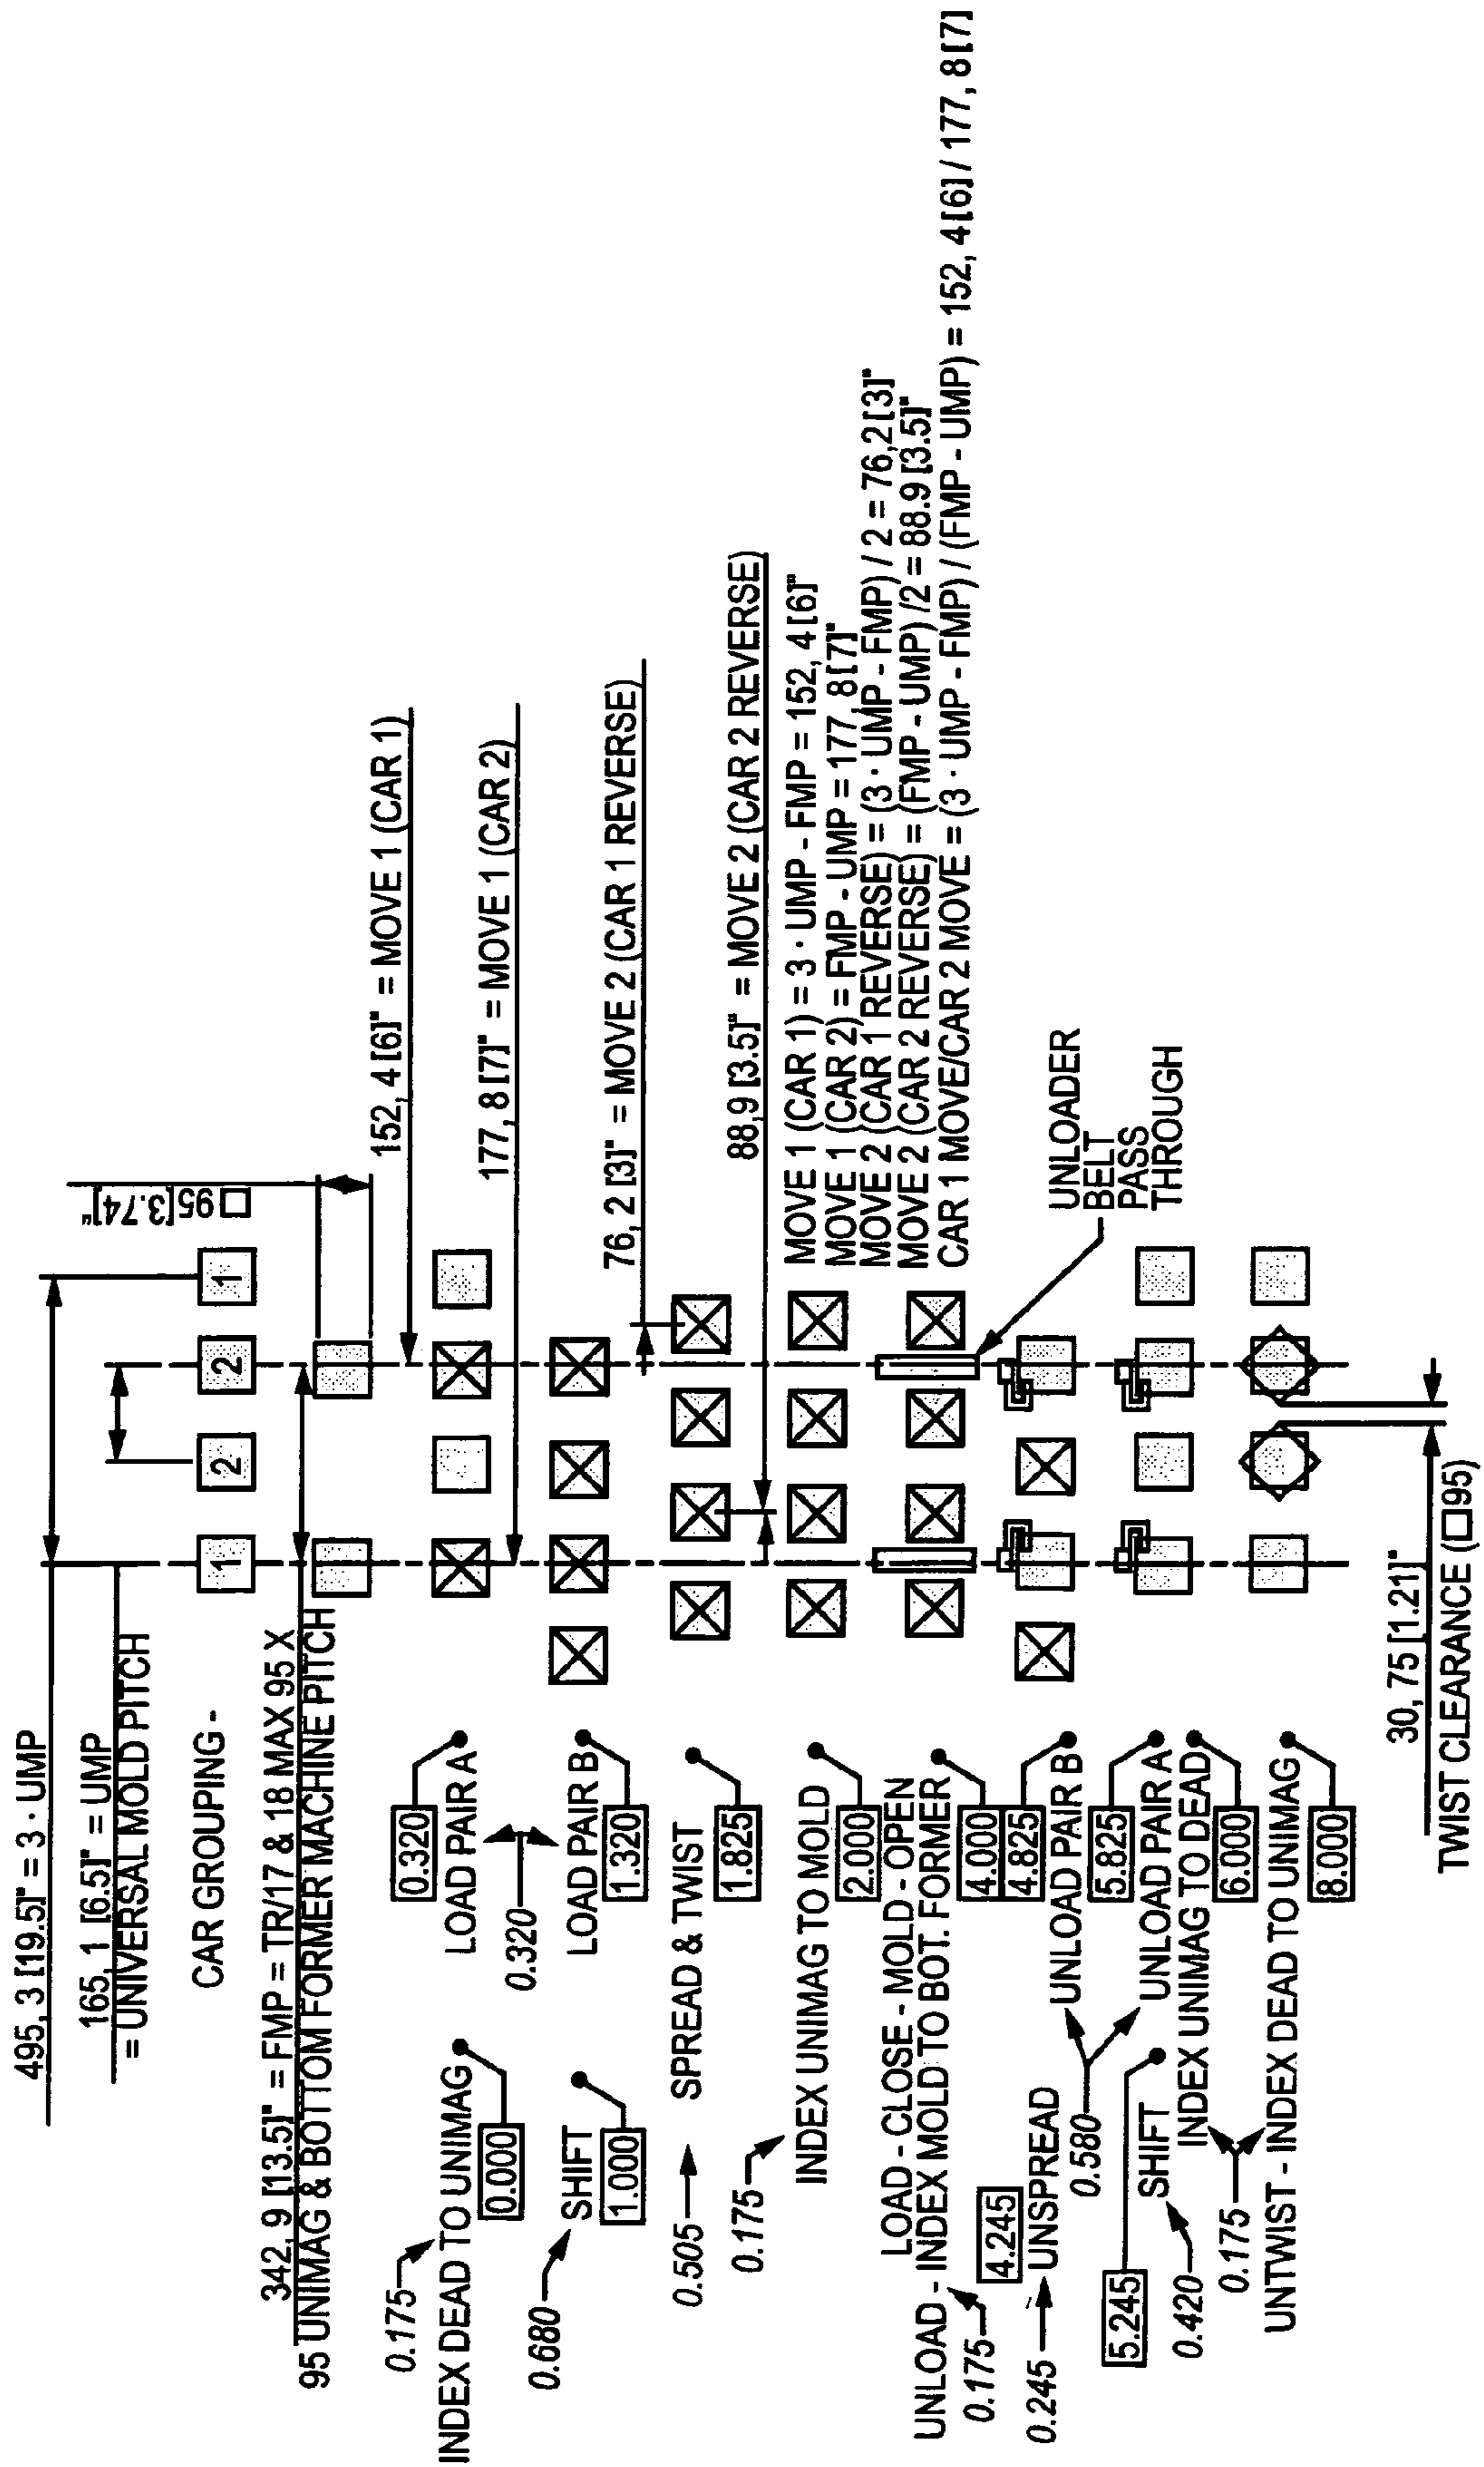 495, 3 [19.5]" = 3 · UMP
165, 1 [6.5]" = UMP
= UNIVERSAL MOLD PITCH
CAR GROUPING -
1
2
2
1
342, 9 [13.5]" = FMP = TR/17 & 18 MAX 95 X
95 UNIMAG & BOTTOM FORMER MACHINE PITCH
□95[3.74]"
152, 4 [6]" = MOVE 1 (CAR 1)
177, 8 [7]" = MOVE 1 (CAR 2)
76, 2 [3]" = MOVE 2 (CAR 1 REVERSE)
88,9 [3.5]" = MOVE 2 (CAR 2 REVERSE)
MOVE 1 (CAR 1) = 3 · UMP - FMP = 152, 4 [6]"
MOVE 1 (CAR 2) = FMP - UMP = 177, 8 [7]"
MOVE 2 (CAR 1 REVERSE) = (3 · UMP - FMP) / 2 = 76,2 [3]"
MOVE 2 (CAR 2 REVERSE) = (FMP - UMP) /2 = 88.9 [3.5]"
CAR 1 MOVE/CAR 2 MOVE = (3 · UMP - FMP) / (FMP - UMP) = 152, 4 [6] / 177, 8 [7]
0.175
INDEX DEAD TO UNIMAG
0.000
0.320
LOAD PAIR A
0.320
0.680
SHIFT
1.000
LOAD PAIR B
1.320
0.505
SPREAD & TWIST
1.825
0.175
INDEX UNIMAG TO MOLD
2.000
LOAD - CLOSE - MOLD - OPEN
UNLOAD - INDEX MOLD TO BOT. FORMER
0.175
4.000
4.245
0.245
UNSPREAD
4.825
UNLOAD PAIR B
0.580
5.245
SHIFT
0.420
5.825
UNLOAD PAIR A
INDEX UNIMAG TO DEAD
6.000
0.175
UNTWIST - INDEX DEAD TO UNIMAG
8.000
UNLOADER
BELT
PASS
THROUGH
30, 75 [1.21]"
TWIST CLEARANCE (□95)